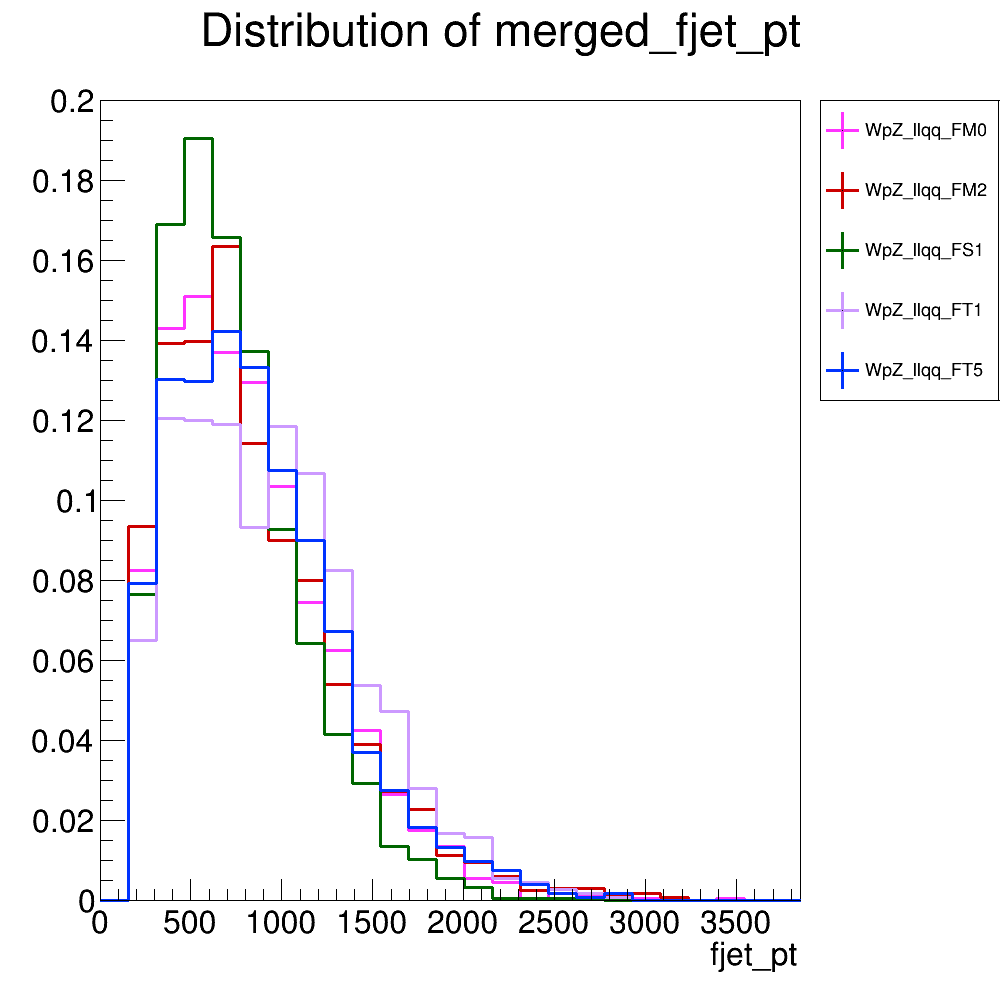 Distribution of merged_fjet_pt
0.2
0.18
0.16
0.14
0.12
0.1
0.08
0.06
0.04
0.02
0
0 500 1000 1500 2000 2500 3000 3500
fjet_pt
WpZ_llqq_FM0
WpZ_llqq_FM2
WpZ_llqq_FS1
WpZ_llqq_FT1
WpZ_llqq_FT5